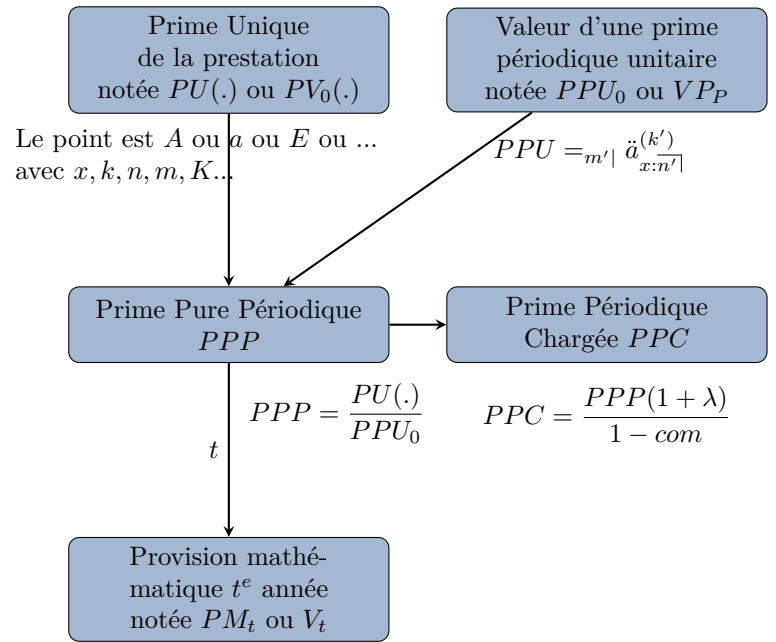 Prime Unique
de la prestation
notée PU(.) ou PV₀(.)
Valeur d'une prime
périodique unitaire
notée PPU₀ ou VP_P
Le point est A ou a ou E ou ...
avec x, k, n, m, K...
PPU =_{m'|} ä^{(k')}_{x:n'|}
Prime Pure Périodique
PPP
Prime Périodique
Chargée PPC
PPP = PU(.) / PPU₀
PPC = PPP(1 + λ) / 1 − com
t
Provision mathé-
matique tᵉ année
notée PM_t ou V_t